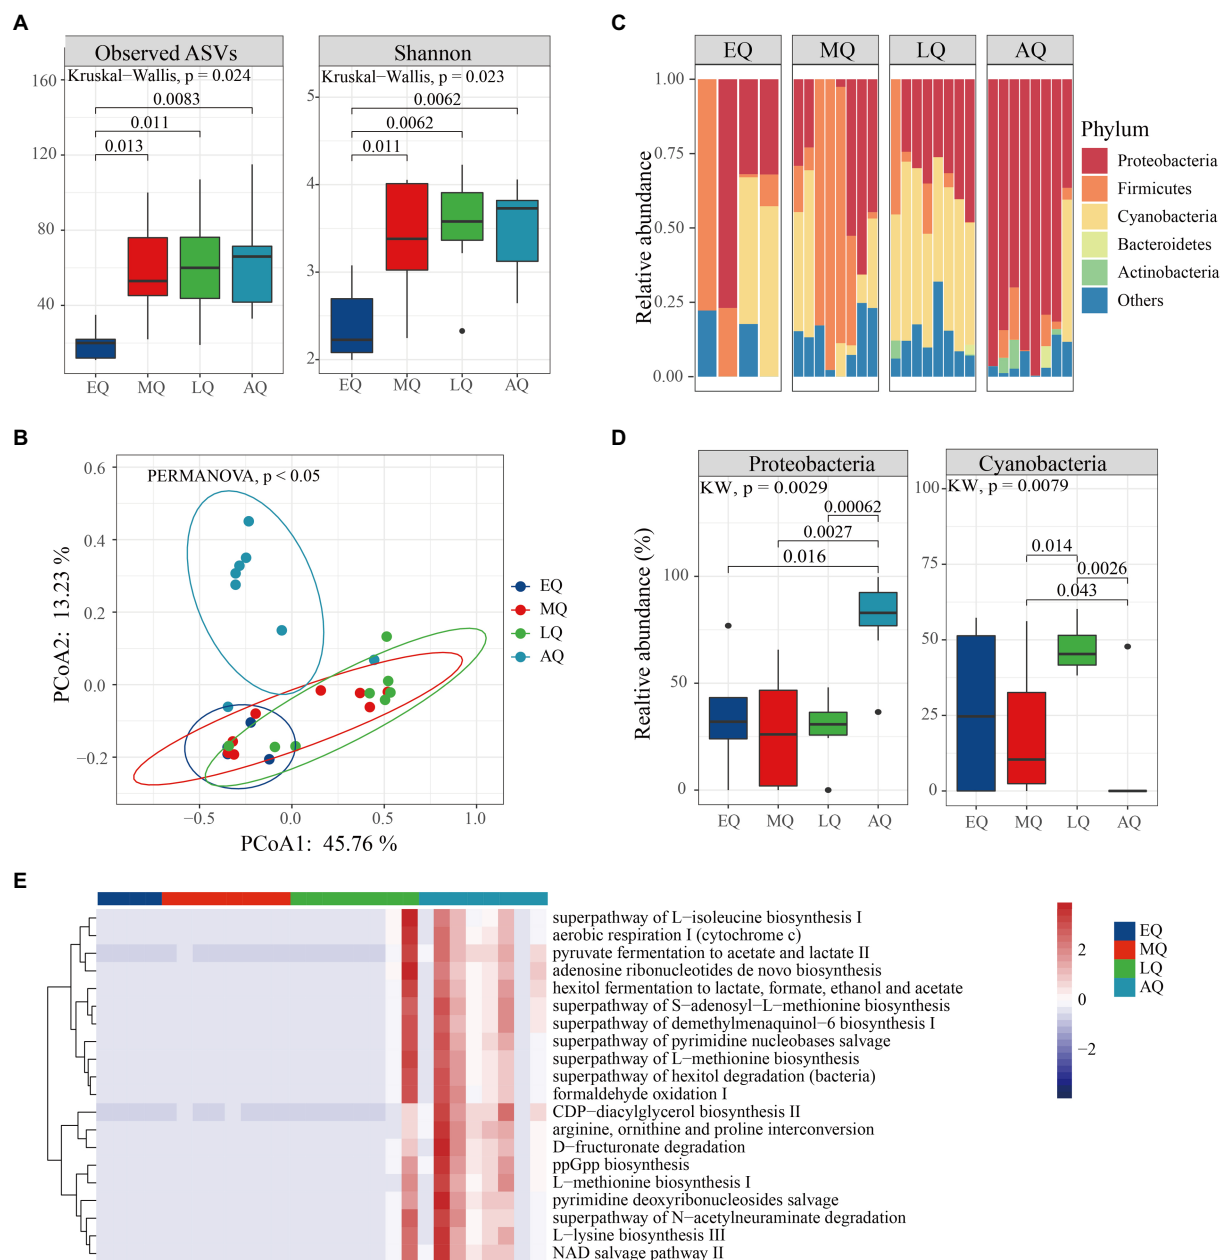 A
Observed ASVs
Kruskal−Wallis, p = 0.024
160
120
80
40
0.0083
0.011
0.013
EQ MQ LQ AQ
Shannon
Kruskal−Wallis, p = 0.023
5
4
3
2
0.0062
0.0062
0.011
EQ MQ LQ AQ
C
EQ MQ LQ AQ
Relative abundance
1.00
0.75
0.50
0.25
0.00
Phylum
Proteobacteria
Firmicutes
Cyanobacteria
Bacteroidetes
Actinobacteria
Others
B
PERMANOVA, p < 0.05
PCoA2: 13.23 %
0.6
0.4
0.2
0.0
−0.2
−0.5 0.0 0.5 1.0
PCoA1: 45.76 %
EQ
MQ
LQ
AQ
D
Realtive abundance (%)
Proteobacteria
KW, p = 0.0029
0.00062
0.0027
0.016
100
50
0
EQ MQ LQ AQ
Cyanobacteria
KW, p = 0.0079
100
75
50
25
0
0.014
0.0026
0.043
EQ MQ LQ AQ
E
superpathway of L−isoleucine biosynthesis I
aerobic respiration I (cytochrome c)
pyruvate fermentation to acetate and lactate II
adenosine ribonucleotides de novo biosynthesis
hexitol fermentation to lactate, formate, ethanol and acetate
superpathway of S−adenosyl−L−methionine biosynthesis
superpathway of demethylmenaquinol−6 biosynthesis I
superpathway of pyrimidine nucleobases salvage
superpathway of L−methionine biosynthesis
superpathway of hexitol degradation (bacteria)
formaldehyde oxidation I
CDP−diacylglycerol biosynthesis II
arginine, ornithine and proline interconversion
D−fructuronate degradation
ppGpp biosynthesis
L−methionine biosynthesis I
pyrimidine deoxyribonucleosides salvage
superpathway of N−acetylneuraminate degradation
L−lysine biosynthesis III
NAD salvage pathway II
2
0
−2
EQ
MQ
LQ
AQ